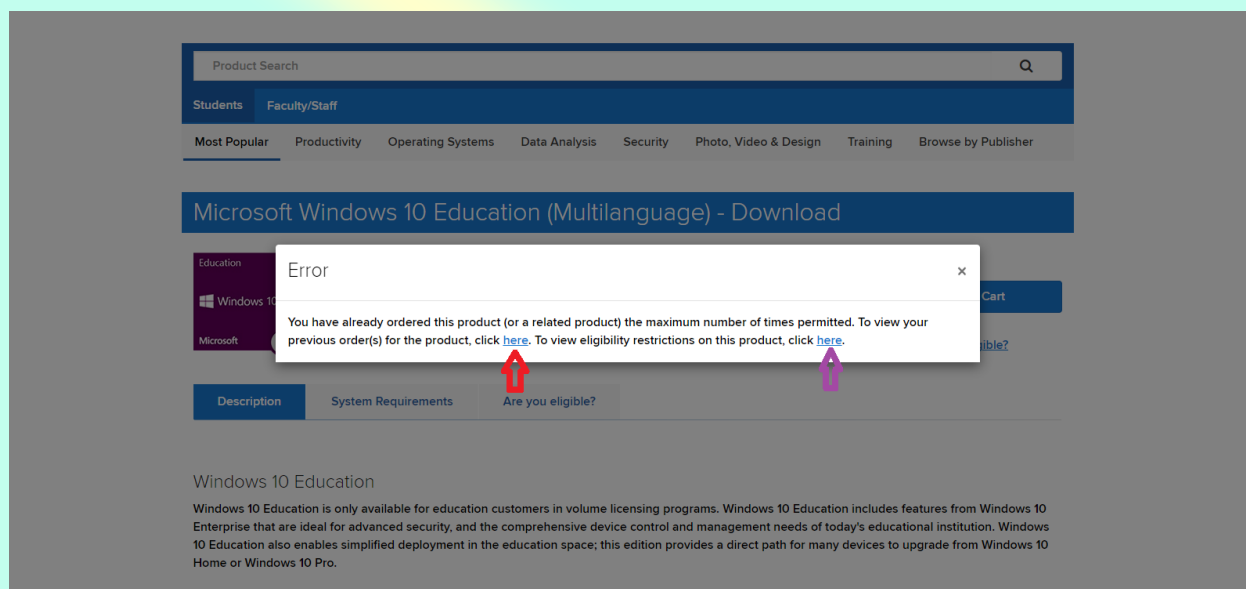 Product Search
Students Faculty/Staff
Most Popular Productivity Operating Systems Data Analysis Security Photo, Video & Design Training Browse by Publisher
Microsoft Windows 10 Education (Multilanguage) - Download
Education
Windows 10
Microsoft
Error ×
Cart
You have already ordered this product (or a related product) the maximum number of times permitted. To view your
previous order(s) for the product, click here. To view eligibility restrictions on this product, click here.
Description System Requirements Are you eligible?
Windows 10 Education
Windows 10 Education is only available for education customers in volume licensing programs. Windows 10 Education includes features from Windows 10
Enterprise that are ideal for advanced security, and the comprehensive device control and management needs of today's educational institution. Windows
10 Education also enables simplified deployment in the education space; this edition provides a direct path for many devices to upgrade from Windows 10
Home or Windows 10 Pro.